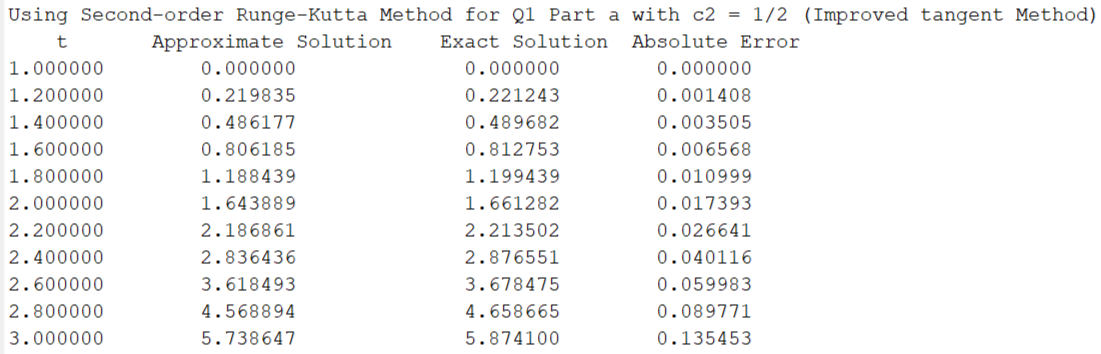 Using Second-order Runge-Kutta Method for Q1 Part a with c2 = 1/2 (Improved tangent Method)
t Approximate Solution Exact Solution Absolute Error
1.000000 0.000000 0.000000 0.000000
1.200000 0.219835 0.221243 0.001408
1.400000 0.486177 0.489682 0.003505
1.600000 0.806185 0.812753 0.006568
1.800000 1.188439 1.199439 0.010999
2.000000 1.643889 1.661282 0.017393
2.200000 2.186861 2.213502 0.026641
2.400000 2.836436 2.876551 0.040116
2.600000 3.618493 3.678475 0.059983
2.800000 4.568894 4.658665 0.089771
3.000000 5.738647 5.874100 0.135453